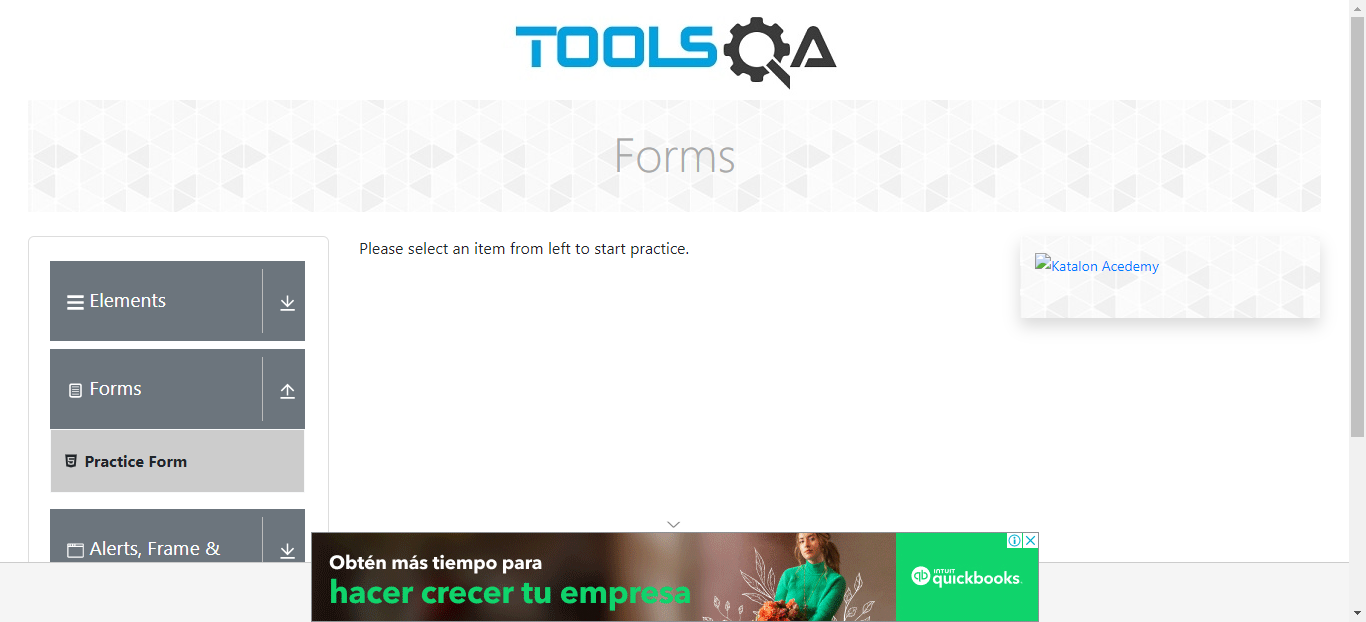 TOOLSQA
Forms
Elements
Forms
Practice Form
Alerts, Frame &
Please select an item from left to start practice.
Katalon Acedemy
Obtén más tiempo para
hacer crecer tu empresa
qb INTUIT
quickbooks.